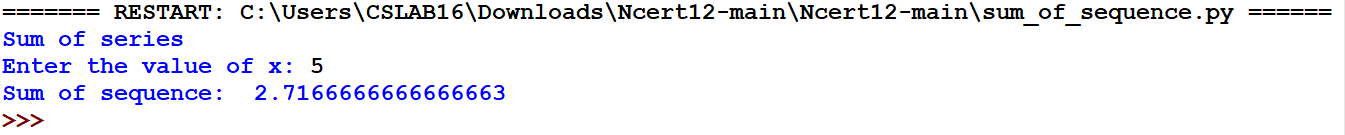 ======= RESTART: C:\Users\CSLAB16\Downloads\Ncert12-main\Ncert12-main\sum_of_sequence.py ======
Sum of series
Enter the value of x: 5
Sum of sequence:  2.7166666666666663
>>>